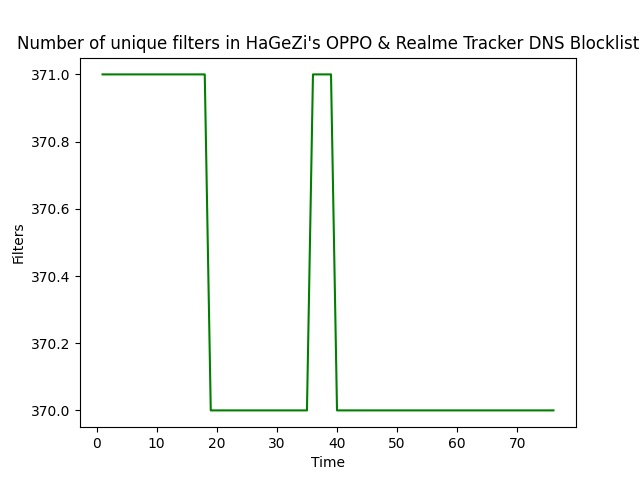 Number of unique filters in HaGeZi's OPPO & Realme Tracker DNS Blocklist
371.0
370.8
370.6
370.4
370.2
370.0
Filters
0 10 20 30 40 50 60 70
Time